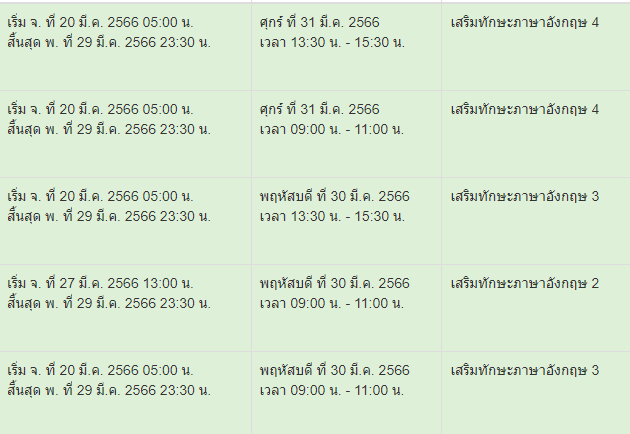 เริ่ม จ. ที่ 20 มี.ค. 2566 05:00 น.
สิ้นสุด พ. ที่ 29 มี.ค. 2566 23:30 น.
ศุกร์ ที่ 31 มี.ค. 2566
เวลา 13:30 น. - 15:30 น.
เสริมทักษะภาษาอังกฤษ 4
เริ่ม จ. ที่ 20 มี.ค. 2566 05:00 น.
สิ้นสุด พ. ที่ 29 มี.ค. 2566 23:30 น.
ศุกร์ ที่ 31 มี.ค. 2566
เวลา 09:00 น. - 11:00 น.
เสริมทักษะภาษาอังกฤษ 4
เริ่ม จ. ที่ 20 มี.ค. 2566 05:00 น.
สิ้นสุด พ. ที่ 29 มี.ค. 2566 23:30 น.
พฤหัสบดี ที่ 30 มี.ค. 2566
เวลา 13:30 น. - 15:30 น.
เสริมทักษะภาษาอังกฤษ 3
เริ่ม จ. ที่ 27 มี.ค. 2566 13:00 น.
สิ้นสุด พ. ที่ 29 มี.ค. 2566 23:30 น.
พฤหัสบดี ที่ 30 มี.ค. 2566
เวลา 09:00 น. - 11:00 น.
เสริมทักษะภาษาอังกฤษ 2
เริ่ม จ. ที่ 20 มี.ค. 2566 05:00 น.
สิ้นสุด พ. ที่ 29 มี.ค. 2566 23:30 น.
พฤหัสบดี ที่ 30 มี.ค. 2566
เวลา 09:00 น. - 11:00 น.
เสริมทักษะภาษาอังกฤษ 3